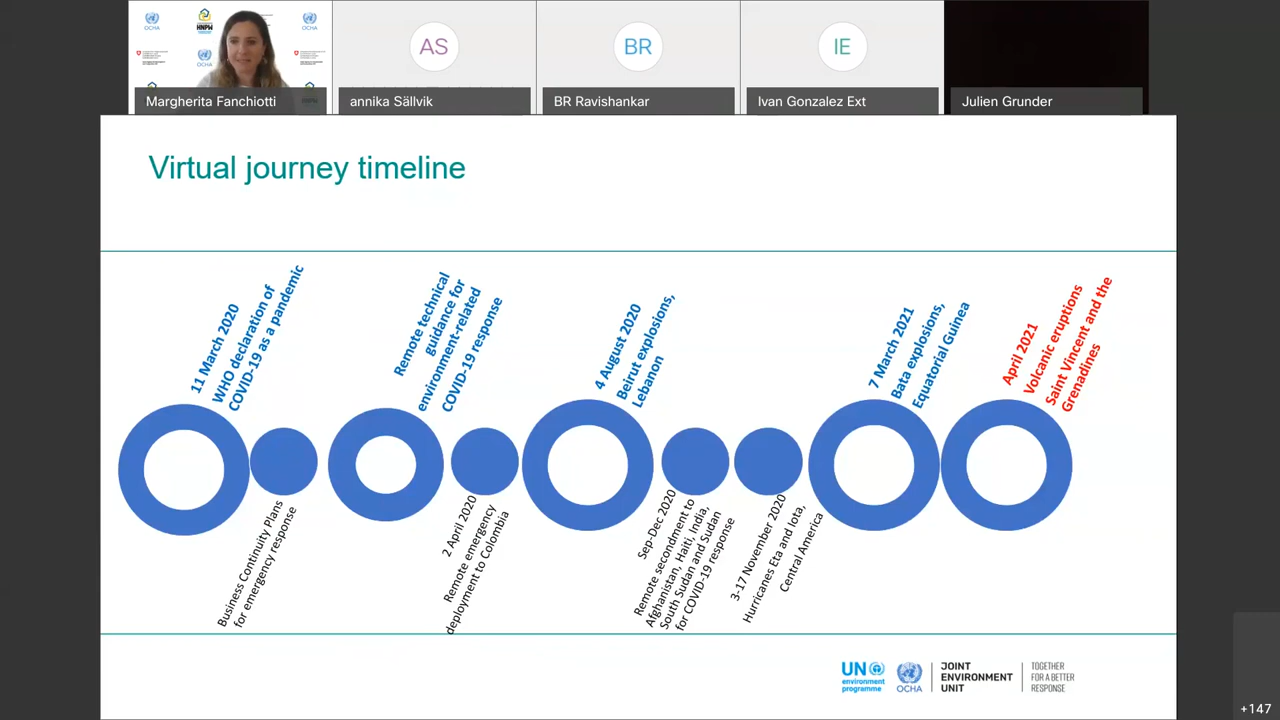 OCHA
HNPW
OCHA
OCHA
AS
BR
IE
Margherita Fanchiotti
annika Sällvik
BR Ravishankar
Ivan Gonzalez Ext
Julien Grunder
Virtual journey timeline
11 March 2020
WHO declaration of
COVID-19 as a pandemic
Business Continuity Plans
for emergency response
Remote technical
guidance for
environment-related
COVID-19 response
2 April 2020
Remote emergency
deployment to Colombia
4 August 2020
Beirut explosions,
Lebanon
Sep-Dec 2020
Remote secondment to
Afghanistan, Haiti, India,
South Sudan and Sudan
for COVID-19 response
3-17 November 2020
Hurricanes Eta and Iota,
Central America
7 March 2021
Bata explosions,
Equatorial Guinea
April 2021
Volcanic eruptions
Saint Vincent and the
Grenadines
UN
environment
programme
OCHA
JOINT
ENVIRONMENT
UNIT
TOGETHER
FOR A BETTER
RESPONSE
+147